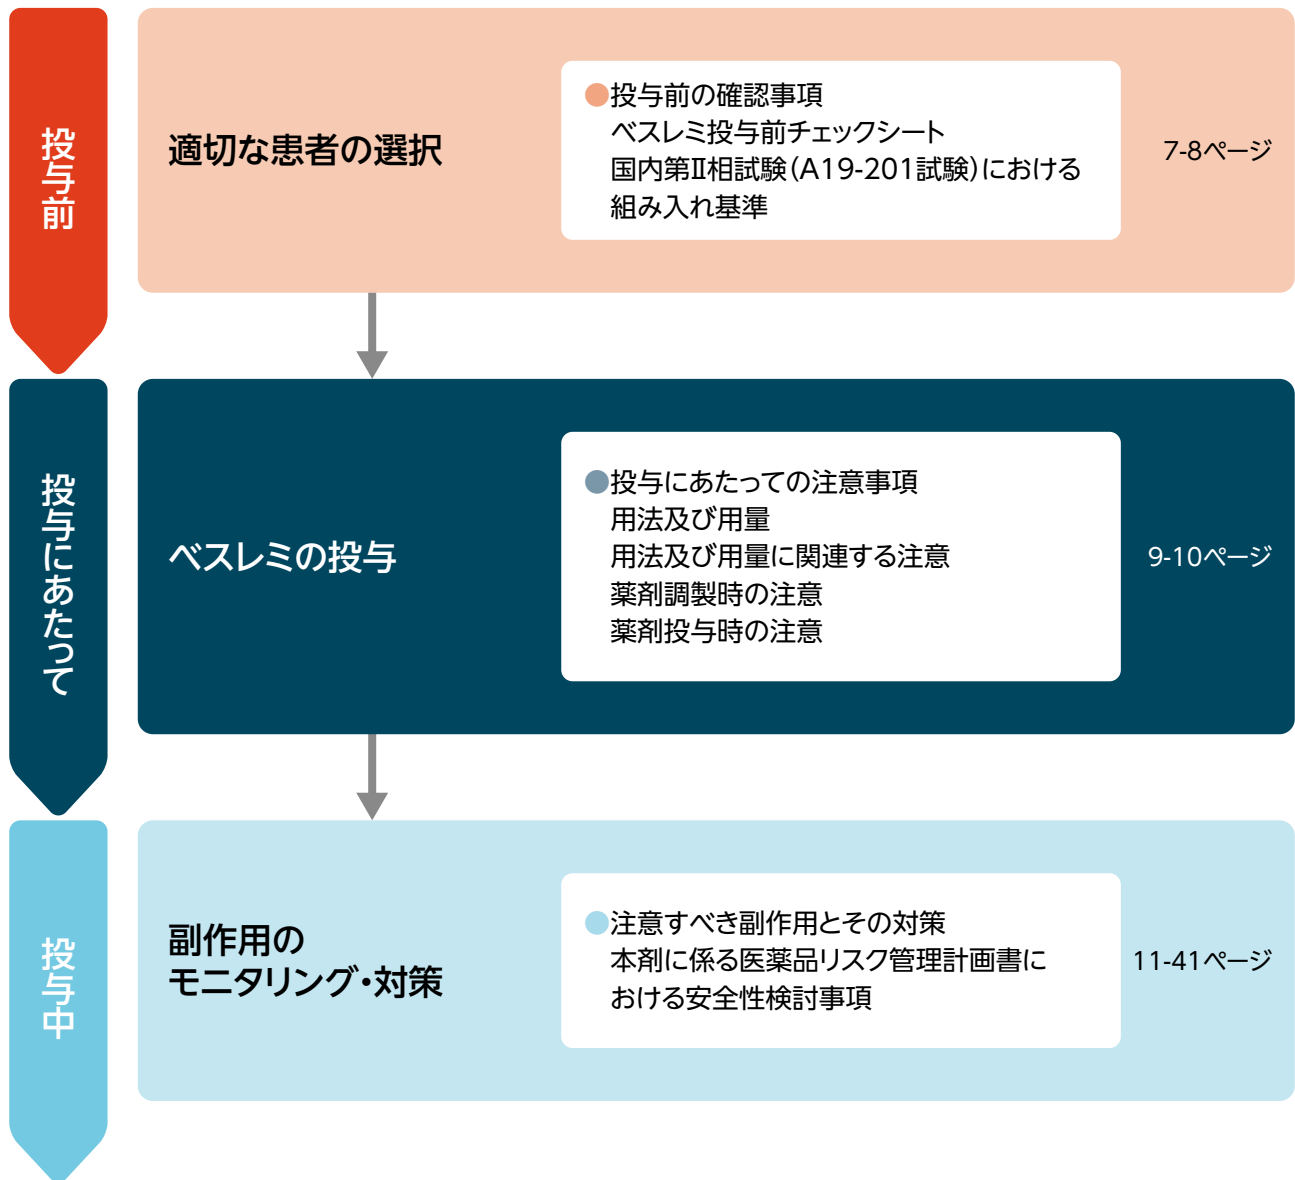 投与前
適切な患者の選択
●投与前の確認事項
ベスレミ投与前チェックシート
国内第Ⅱ相試験(A19-201試験)における
組み入れ基準
7-8ページ
投与にあたって
ベスレミの投与
●投与にあたっての注意事項
用法及び用量
用法及び用量に関連する注意
薬剤調製時の注意
薬剤投与時の注意
9-10ページ
投与中
副作用の
モニタリング・対策
●注意すべき副作用とその対策
本剤に係る医薬品リスク管理計画書に
おける安全性検討事項
11-41ページ